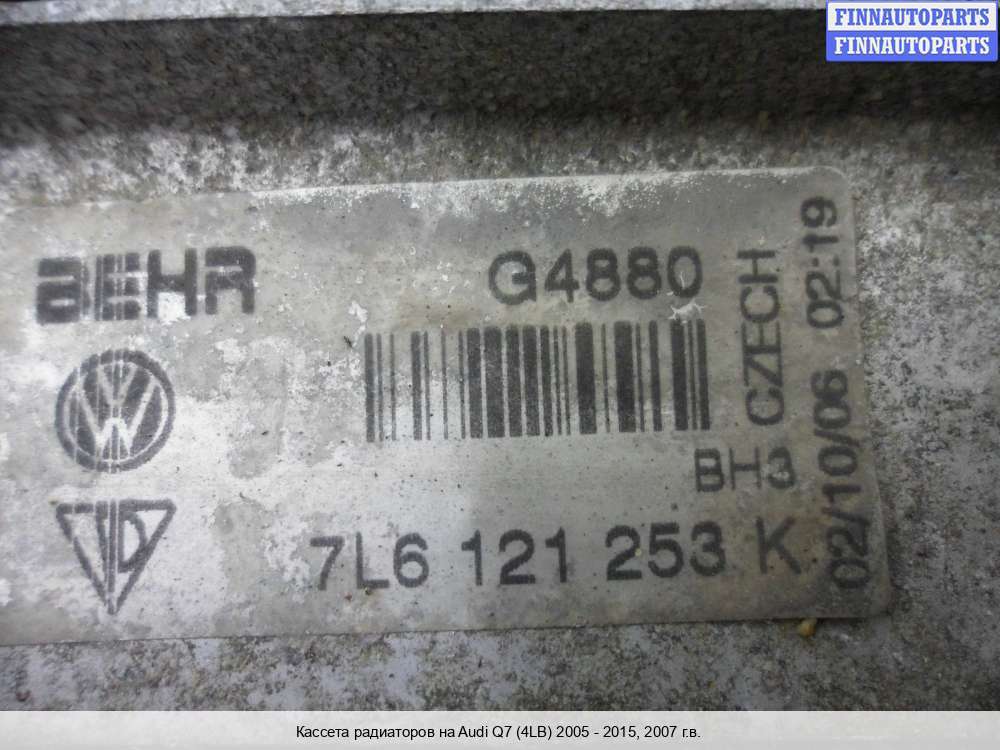 FINNAUTOPARTS
FINNAUTOPARTS
BEHR
G4880
CZECH
02/10/06 02:19
BH3
7L6 121 253 K
Кассета радиаторов на Audi Q7 (4LB) 2005 - 2015, 2007 г.в.